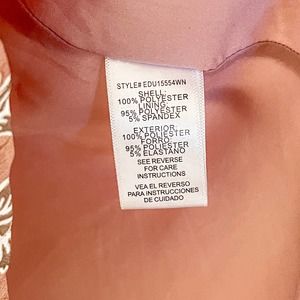 STYLE# EDU15554WN
SHELL:
100% POLYESTER
LINING:
95% POLYESTER
5% SPANDEX
EXTERIOR
100% POLIESTER
FORRO
95% POLIESTER
5% ELASTANO
SEE REVERSE
FOR CARE
INSTRUCTIONS
VEA EL REVERSO
PARA INSTRUCCIONES
DE CUIDADO